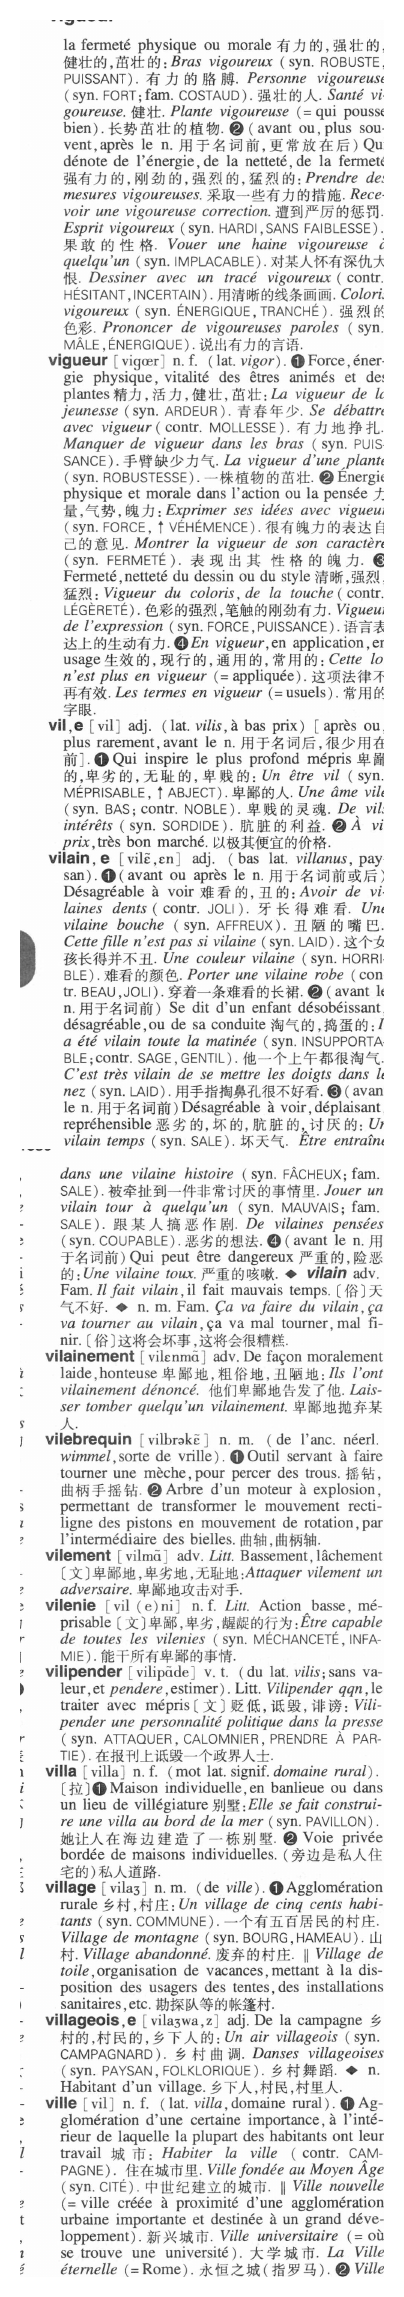 la fermeté physique ou morale 有力的,强壮的,
健壮的,茁壮的: Bras vigoureux (syn. ROBUSTE,
PUISSANT). 有力的胳膊. Personne vigoureuse
(syn. FORT; fam. COSTAUD). 强壮的人. Santé vi-
goureuse. 健壮. Plante vigoureuse (= qui pousse
bien). 长势茁壮的植物. ❷ (avant ou, plus sou-
vent, après le n. 用于名词前,更常放在后) Qu
dénote de l'énergie, de la netteté, de la fermeté
强有力的,刚劲的,强烈的,猛烈的: Prendre des
mesures vigoureuses. 采取一些有力的措施. Rece-
voir une vigoureuse correction. 遭到严厉的惩罚.
Esprit vigoureux (syn. HARDI, SANS FAIBLESSE).
果敢的性格. Vouer une haine vigoureuse à
quelqu'un (syn. IMPLACABLE). 对某人怀有深仇大
恨. Dessiner avec un tracé vigoureux (contr.
HÉSITANT, INCERTAIN). 用清晰的线条画画. Coloris
vigoureux (syn. ÉNERGIQUE, TRANCHÉ). 强烈的
色彩. Prononcer de vigoureuses paroles (syn.
MÂLE, ÉNERGIQUE). 说出有力的言语.
vigueur [vigœr] n. f. (lat. vigor). ❶ Force, éner-
gie physique, vitalité des êtres animés et des
plantes 精力,活力,健壮,茁壮: La vigueur de la
jeunesse (syn. ARDEUR). 青春年少. Se débattre
avec vigueur (contr. MOLLESSE). 有力地挣扎.
Manquer de vigueur dans les bras (syn. PUIS-
SANCE). 手臂缺少力气. La vigueur d'une plante
(syn. ROBUSTESSE). 一株植物的茁壮. ❷ Énergie
physique et morale dans l'action ou la pensée 力
量,气势,魄力: Exprimer ses idées avec vigueur
(syn. FORCE, ↑ VÉHÉMENCE). 很有魄力的表达自
己的意见. Montrer la vigueur de son caractère
(syn. FERMETÉ). 表现出其 性格的魄力. ❸
Fermeté, netteté du dessin ou du style 清晰,强烈,
猛烈: Vigueur du coloris, de la touche (contr.
LÉGÈRETÉ). 色彩的强烈,笔触的刚劲有力. Vigueur
de l'expression (syn. FORCE, PUISSANCE). 语言表
达上的生动有力. ❹ En vigueur, en application, en
usage 生效的,现行的,通用的,常用的: Cette lo
n'est plus en vigueur (= appliquée). 这项法律不
再有效. Les termes en vigueur (= usuels). 常用的
字眼.
vil, e [vil] adj. (lat. vilis, à bas prix) [après ou,
plus rarement, avant le n. 用于名词后,很少用在
前]. ❶ Qui inspire le plus profond mépris 卑鄙
的,卑劣的,无耻的,卑贱的: Un être vil (syn.
MÉPRISABLE, ↑ ABJECT). 卑鄙的人. Une âme vile
(syn. BAS; contr. NOBLE). 卑贱的灵魂. De vils
intérêts (syn. SORDIDE). 肮脏的利益. ❷ À vi
prix, très bon marché. 以极其便宜的价格.
vilain, e [vilɛ̃, ɛn] adj. (bas lat. villanus, pay-
san). ❶ (avant ou après le n. 用于名词前或后)
Désagréable à voir 难看的,丑的: Avoir de vi-
laines dents (contr. JOLI). 牙长得难看. Une
vilaine bouche (syn. AFFREUX). 丑陋的嘴巴.
Cette fille n'est pas si vilaine (syn. LAID). 这个女
孩长得并不丑. Une couleur vilaine (syn. HORRI-
BLE). 难看的颜色. Porter une vilaine robe (con
tr. BEAU, JOLI). 穿着一条难看的长裙. ❷ (avant le
n. 用于名词前) Se dit d'un enfant désobéissant,
désagréable, ou de sa conduite 淘气的,捣蛋的: I
a été vilain toute la matinée (syn. INSUPPORTA-
BLE; contr. SAGE, GENTIL). 他一个上午都很淘气.
C'est très vilain de se mettre les doigts dans le
nez (syn. LAID). 用手指掏鼻孔很不好看. ❸ (avan
le n. 用于名词前) Désagréable à voir, déplaisant,
repréhensible 恶劣的,坏的,肮脏的,讨厌的: Un
vilain temps (syn. SALE). 坏天气. Être entraîné
dans une vilaine histoire (syn. FÂCHEUX; fam.
SALE). 被牵扯到一件非常讨厌的事情里. Jouer un
vilain tour à quelqu'un (syn. MAUVAIS; fam.
SALE). 跟某人搞恶作剧. De vilaines pensées
(syn. COUPABLE). 恶劣的想法. ❹ (avant le n. 用
于名词前) Qui peut être dangereux 严重的,险恶
的: Une vilaine toux. 严重的咳嗽. ◆ vilain adv.
Fam. Il fait vilain, il fait mauvais temps. 〔俗〕天
气不好. ◆ n. m. Fam. Ça va faire du vilain, ça
va tourner au vilain, ça va mal tourner, mal fi-
nir. 〔俗〕这将会坏事,这将会很糟糕.
vilainement [vilɛnmɑ̃] adv. De façon moralement
laide, honteuse 卑鄙地,粗俗地,丑陋地: Ils l'ont
vilainement dénoncé. 他们卑鄙地告发了他. Lais-
ser tomber quelqu'un vilainement. 卑鄙地抛弃某
人.
vilebrequin [vilbrəkɛ̃] n. m. (de l'anc. néerl.
wimmel, sorte de vrille). ❶ Outil servant à faire
tourner une mèche, pour percer des trous. 摇钻,
曲柄手摇钻. ❷ Arbre d'un moteur à explosion,
permettant de transformer le mouvement recti-
ligne des pistons en mouvement de rotation, par
l'intermédiaire des bielles. 曲轴,曲柄轴.
vilement [vilmɑ̃] adv. Litt. Bassement, lâchement
〔文〕卑鄙地,卑劣地,无耻地: Attaquer vilement un
adversaire. 卑鄙地攻击对手.
vilenie [vil(e)ni] n. f. Litt. Action basse, mé-
prisable〔文〕卑鄙,卑劣,龌龊的行为: Être capable
de toutes les vilenies (syn. MÉCHANCETÉ, INFA-
MIE). 能干所有卑鄙的事情.
vilipender [vilipɑ̃de] v. t. (du lat. vilis; sans va-
leur, et pendere, estimer). Litt. Vilipender qqn, le
traiter avec mépris〔文〕贬低,诋毁,诽谤: Vili-
pender une personnalité politique dans la presse
(syn. ATTAQUER, CALOMNIER, PRENDRE À PAR-
TIE). 在报刊上诋毁一个政界人士.
villa [villa] n. f. (mot lat. signif. domaine rural).
[拉] ❶ Maison individuelle, en banlieue ou dans
un lieu de villégiature 别墅: Elle se fait construi-
re une villa au bord de la mer (syn. PAVILLON).
她让人在海边建造了一栋别墅. ❷ Voie privée
bordée de maisons individuelles. (旁边是私人住
宅的)私人道路.
village [vilaʒ] n. m. (de ville). ❶ Agglomération
rurale 乡村,村庄: Un village de cinq cents habi-
tants (syn. COMMUNE). 一个有五百居民的村庄.
Village de montagne (syn. BOURG, HAMEAU). 山
村. Village abandonné. 废弃的村庄. ‖ Village de
toile, organisation de vacances, mettant à la dis-
position des usagers des tentes, des installations
sanitaires, etc. 勘探队等的帐篷村.
villageois, e [vilaʒwa, z] adj. De la campagne 乡
村的,村民的,乡下人的: Un air villageois (syn.
CAMPAGNARD). 乡村曲调. Danses villageoises
(syn. PAYSAN, FOLKLORIQUE). 乡村舞蹈. ◆ n.
Habitant d'un village. 乡下人,村民,村里人.
ville [vil] n. f. (lat. villa, domaine rural). ❶ Ag-
glomération d'une certaine importance, à l'inté-
rieur de laquelle la plupart des habitants ont leur
travail 城市: Habiter la ville (contr. CAM-
PAGNE). 住在城市里. Ville fondée au Moyen Âge
(syn. CITÉ). 中世纪建立的城市. ‖ Ville nouvelle
(= ville créée à proximité d'une agglomération
urbaine importante et destinée à un grand déve-
loppement). 新兴城市. Ville universitaire (= où
se trouve une université). 大学城市. La Ville
éternelle (= Rome). 永恒之城(指罗马). ❷ Ville